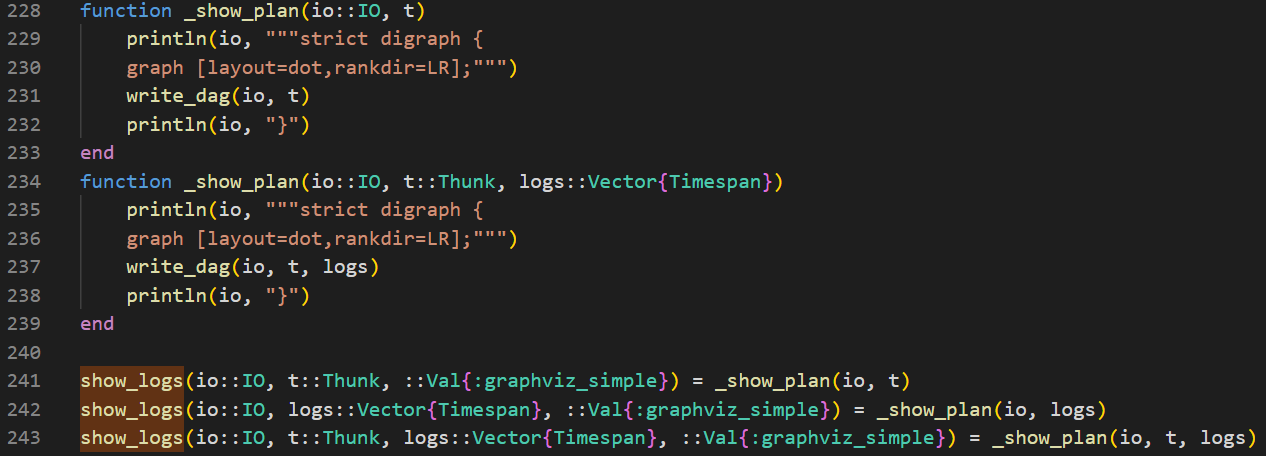 228 function _show_plan(io::IO, t)
229     println(io, """strict digraph {
230     graph [layout=dot,rankdir=LR];""")
231     write_dag(io, t)
232     println(io, "}")
233 end
234 function _show_plan(io::IO, t::Thunk, logs::Vector{Timespan})
235     println(io, """strict digraph {
236     graph [layout=dot,rankdir=LR];""")
237     write_dag(io, t, logs)
238     println(io, "}")
239 end
240
241 show_logs(io::IO, t::Thunk, ::Val{:graphviz_simple}) = _show_plan(io, t)
242 show_logs(io::IO, logs::Vector{Timespan}, ::Val{:graphviz_simple}) = _show_plan(io, logs)
243 show_logs(io::IO, t::Thunk, logs::Vector{Timespan}, ::Val{:graphviz_simple}) = _show_plan(io, t, logs)